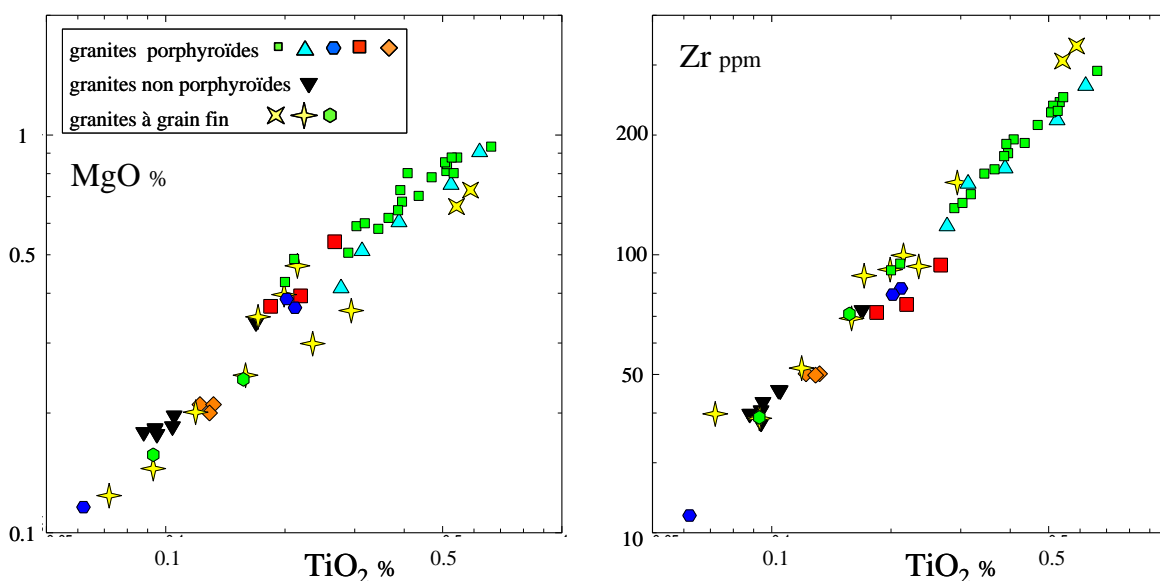 granites porphyroïdes
granites non porphyroïdes
granites à grain fin
1
MgO %
0.5
0.1
0.1
0.5
1
TiO2 %
Zr ppm
200
100
50
10
0.1
0.5
TiO2 %